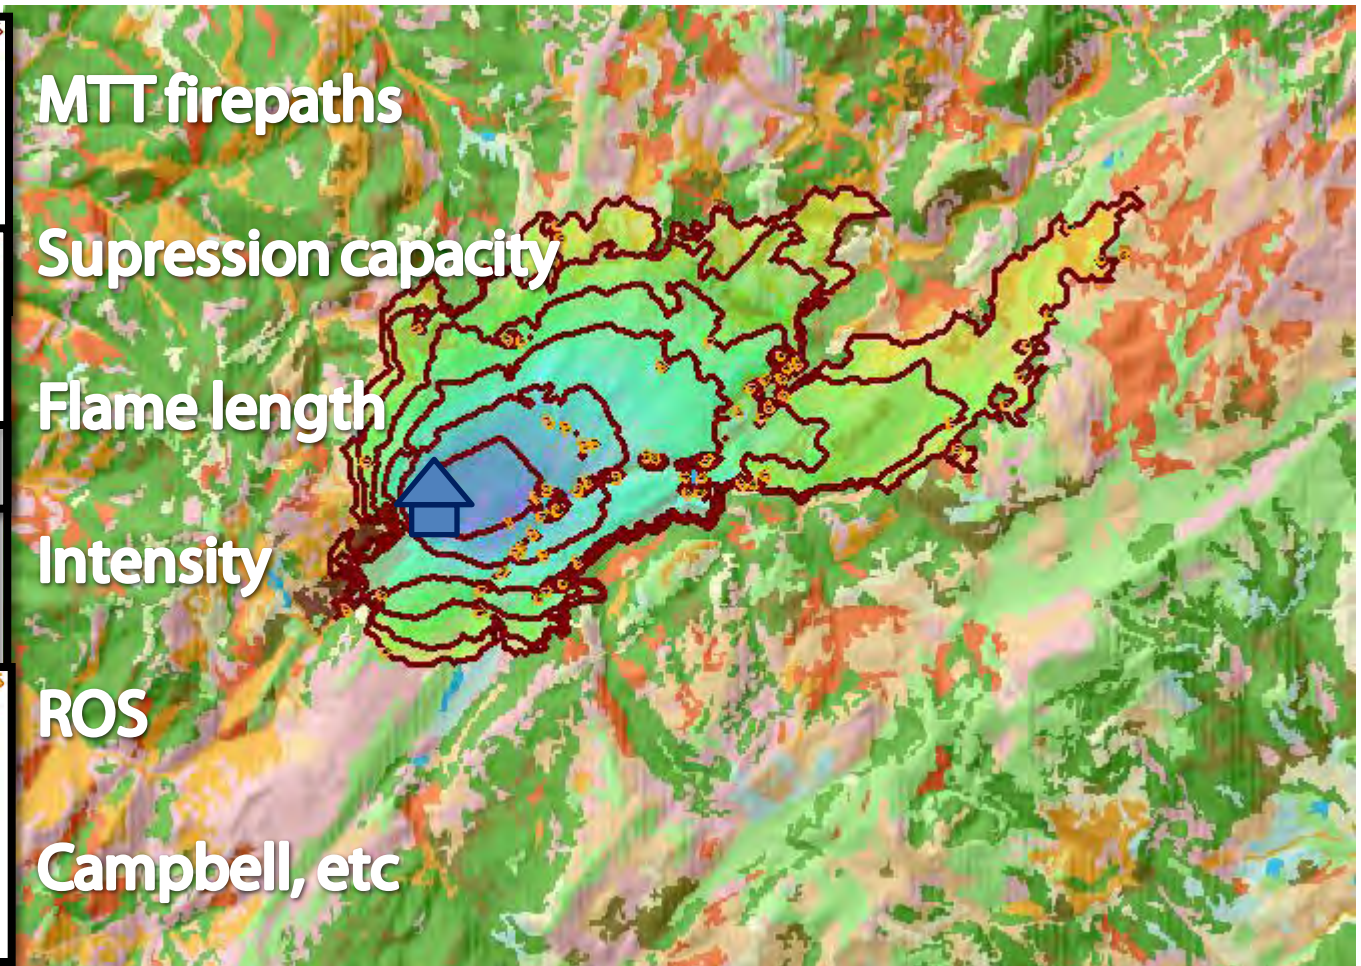 MTT firepaths
Supression capacity
Flame length
Intensity
ROS
Campbell, etc